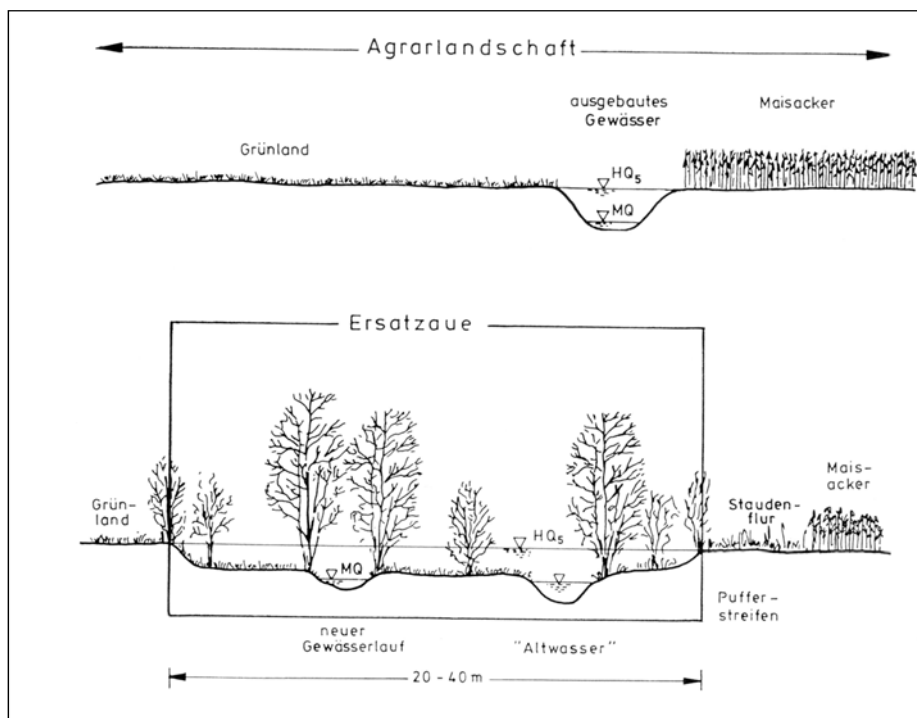 Agrarlandschaft
ausgebautes
Gewässer
Maisacker
Grünland
HQ₅
MQ
Ersatzaue
Grün-
land
HQ₅
MQ
Stauden-
flur
Mais-
acker
Puffer-
streifen
neuer
Gewässerlauf
"Altwasser"
20 - 40 m